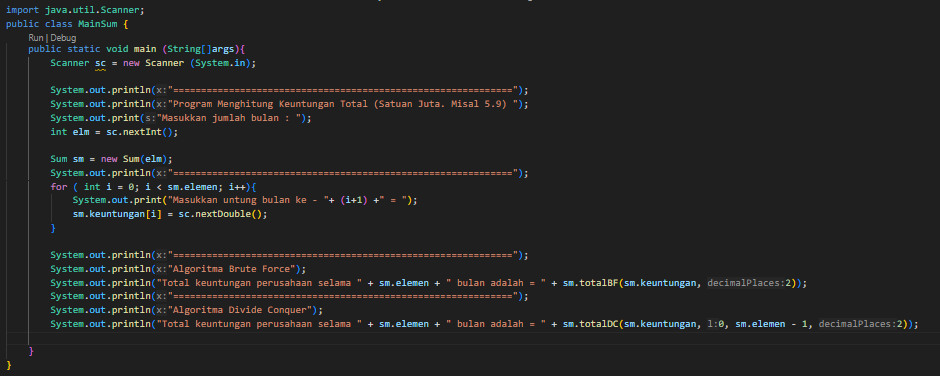 import java.util.Scanner;
public class MainSum {
Run | Debug
public static void main (String[]args){
Scanner sc = new Scanner (System.in);
System.out.println(x:"==============================================================");
System.out.println(x:"Program Menghitung Keuntungan Total (Satuan Juta. Misal 5.9) ");
System.out.print(s:"Masukkan jumlah bulan : ");
int elm = sc.nextInt();
Sum sm = new Sum(elm);
System.out.println(x:"==============================================================");
for ( int i = 0; i < sm.elemen; i++){
System.out.print("Masukkan untung bulan ke - "+ (i+1) +" = ");
sm.keuntungan[i] = sc.nextDouble();
}
System.out.println(x:"==============================================================");
System.out.println(x:"Algoritma Brute Force");
System.out.println("Total keuntungan perusahaan selama " + sm.elemen + " bulan adalah = " + sm.totalBF(sm.keuntungan, decimalPlaces:2));
System.out.println(x:"==============================================================");
System.out.println(x:"Algoritma Divide Conquer");
System.out.println("Total keuntungan perusahaan selama " + sm.elemen + " bulan adalah = " + sm.totalDC(sm.keuntungan, l:0, sm.elemen - 1, decimalPlaces:2));
}
}